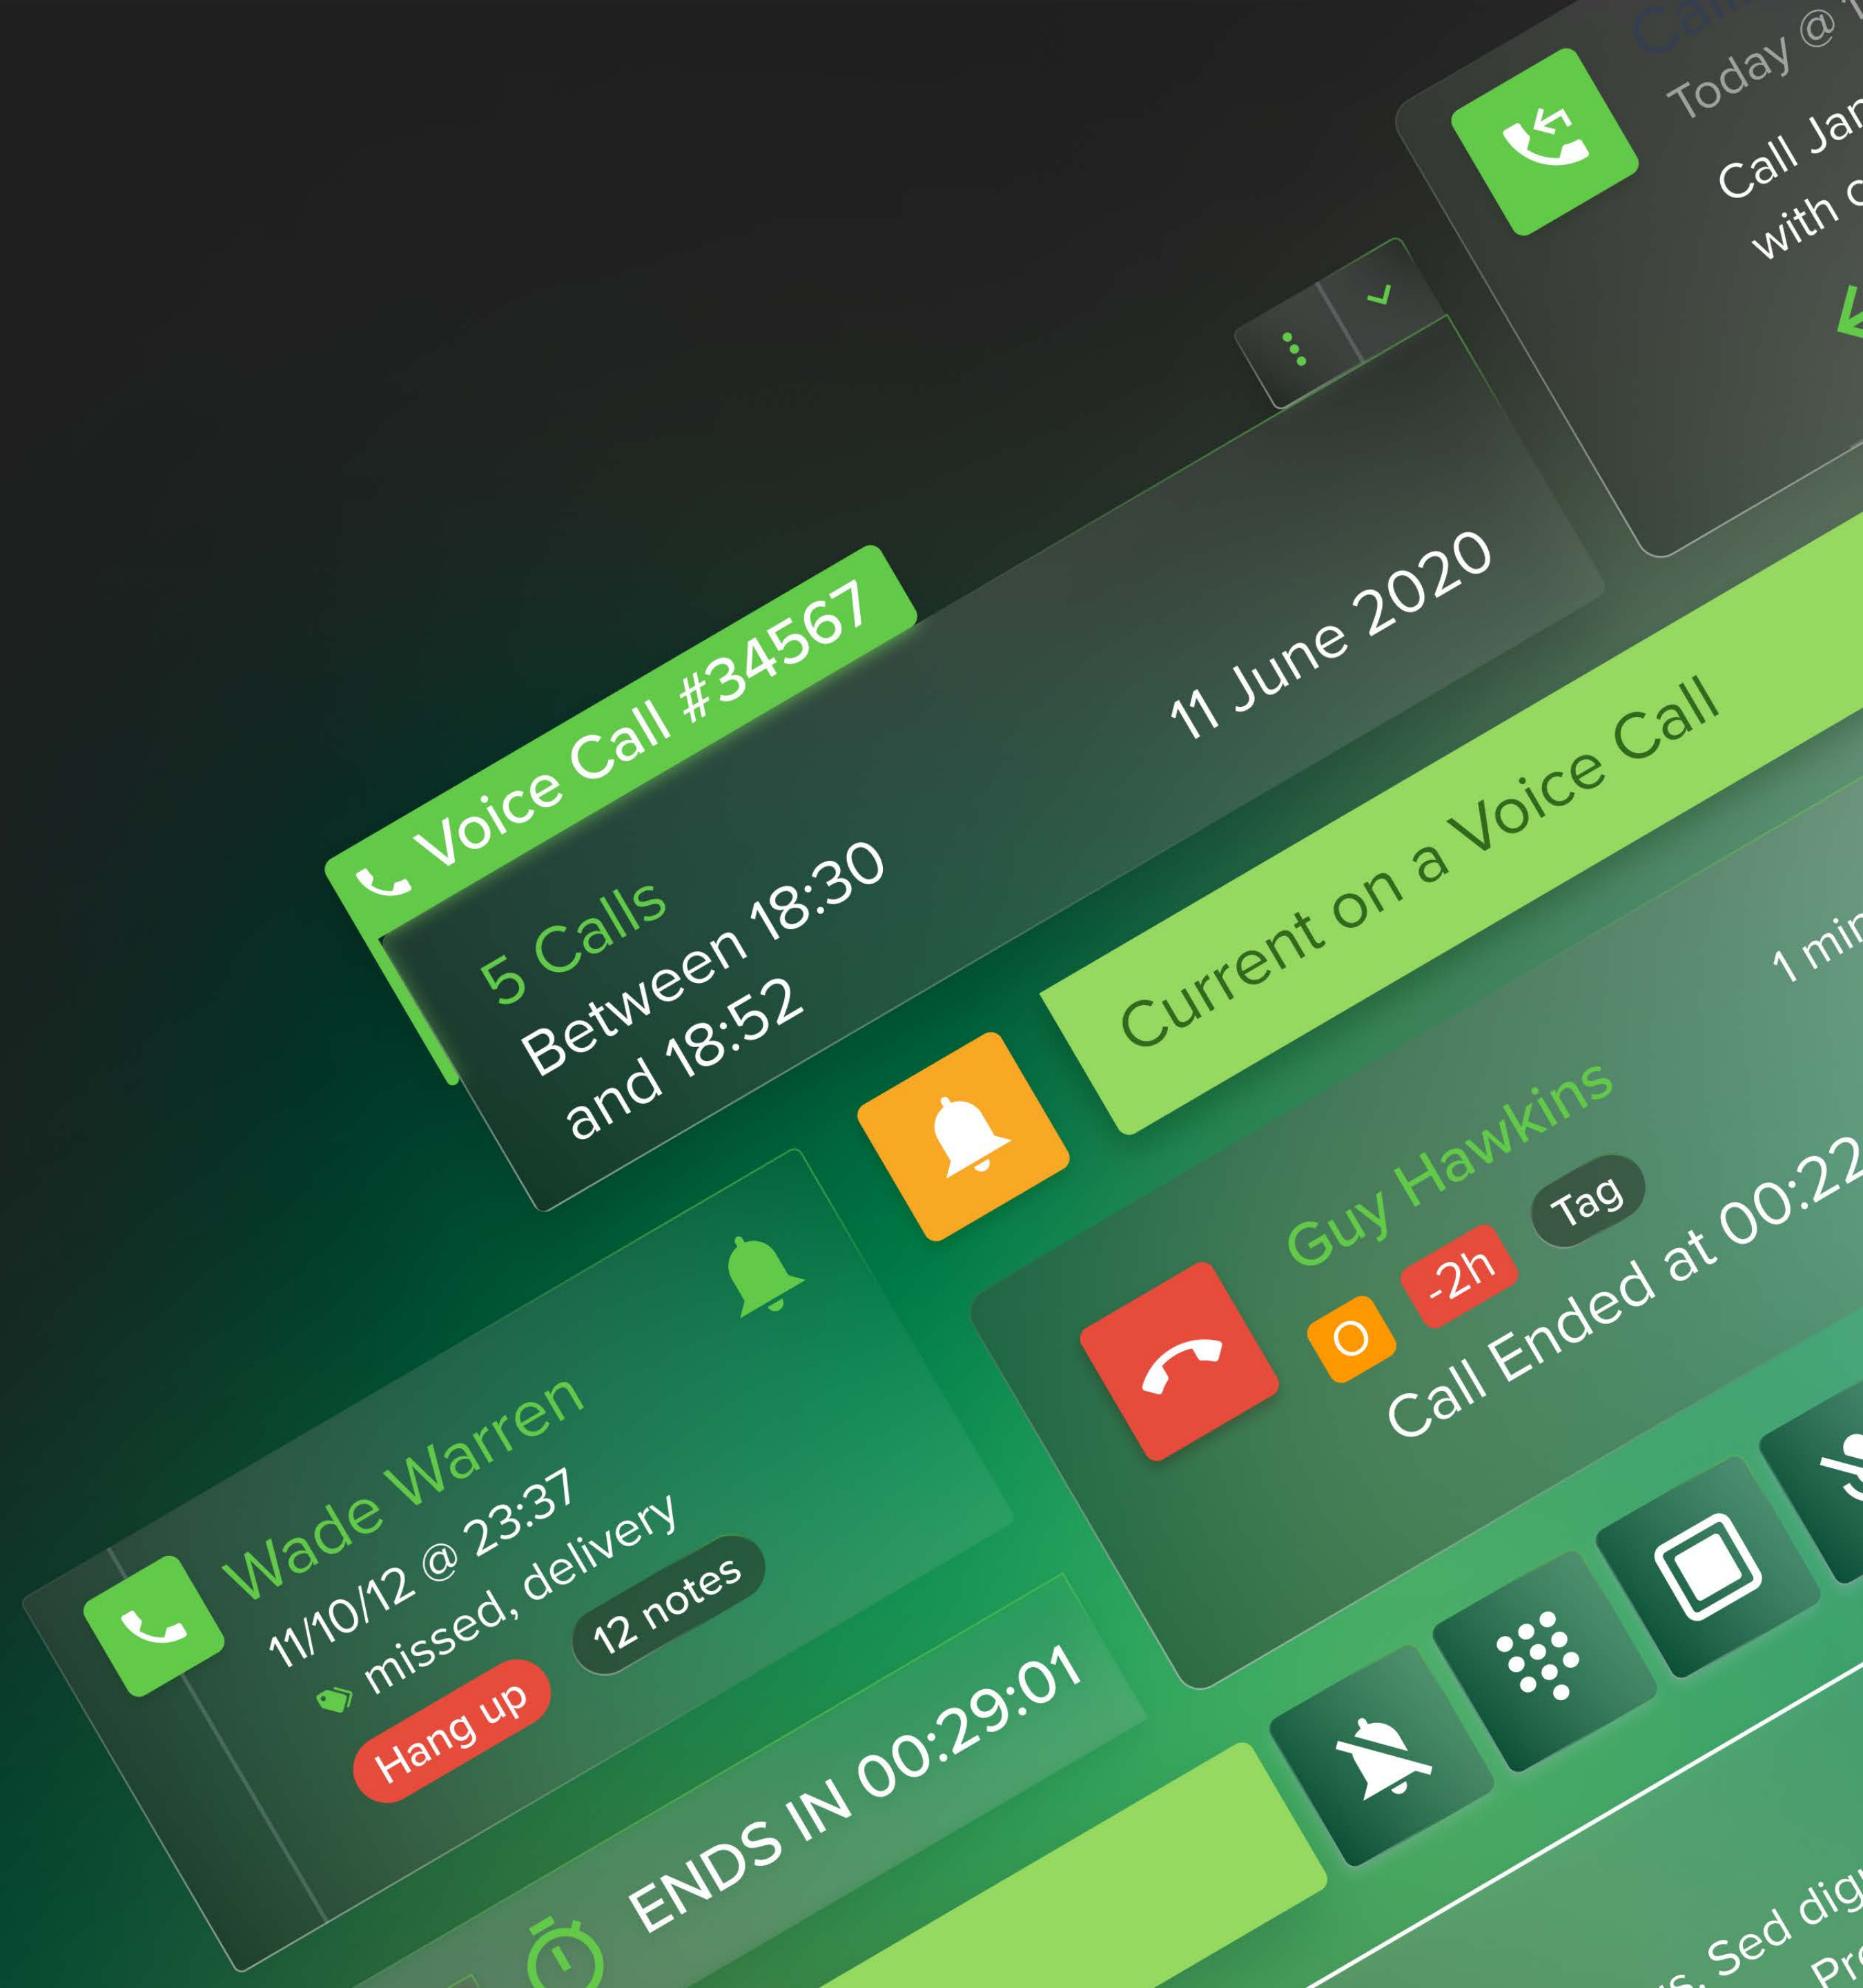 Today @
Call
with
Voice Call #34567
11 June 2020
5 Calls
Between 18:30
and 18:52
Current on a Voice Call
1 min
Guy Hawkins
O -2h Tag
Call Ended at 00:22
Wade Warren
11/10/12 @ 23:37
missed, delivery
Hang up 12 notes
ENDS IN 00:29:01
Sed